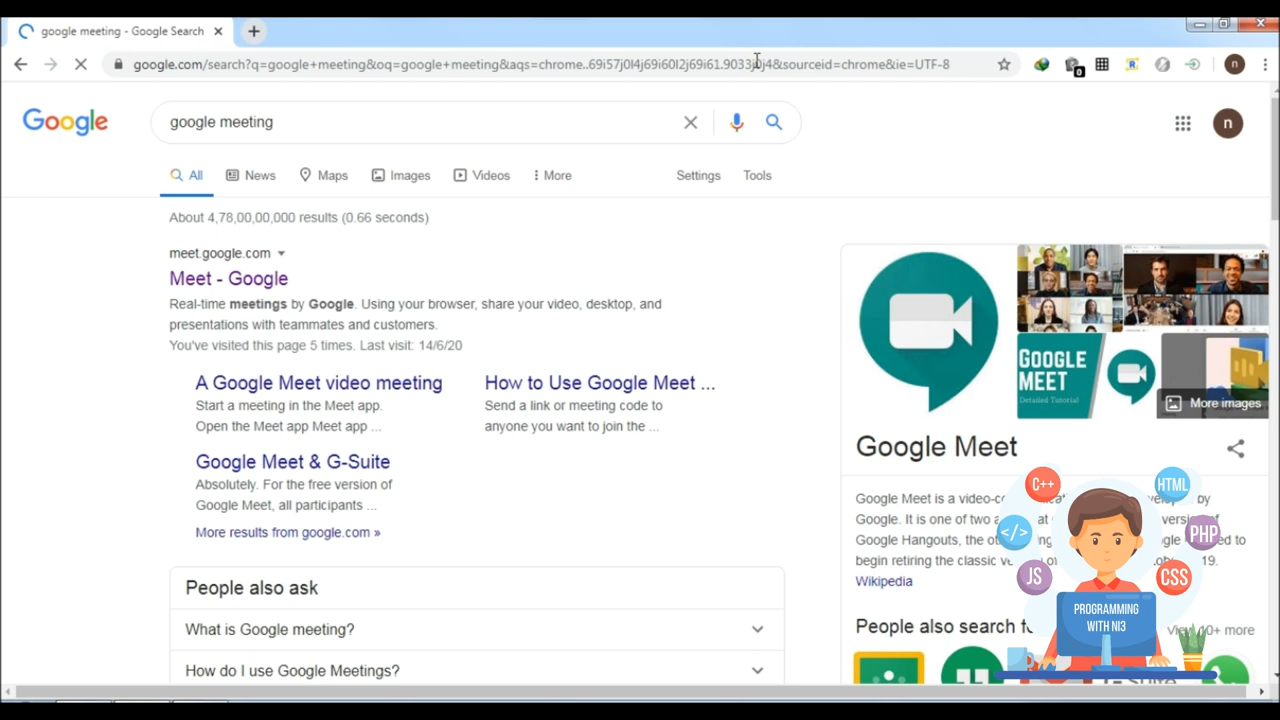 google meeting - Google Search
google.com/search?q=google+meeting&oq=google+meeting&aqs=chrome..69i57j0l4j69i60l2j69i61.9033j0j4&sourceid=chrome&ie=UTF-8
0
R
n
Google
google meeting
n
All
News
Maps
Images
Videos
More
Settings
Tools
About 4,78,00,00,000 results (0.66 seconds)
meet.google.com
Meet - Google
Real-time meetings by Google. Using your browser, share your video, desktop, and
presentations with teammates and customers.
You've visited this page 5 times. Last visit: 14/6/20
A Google Meet video meeting
Start a meeting in the Meet app.
Open the Meet app Meet app ...
How to Use Google Meet ...
Send a link or meeting code to
anyone you want to join the ...
Google Meet & G-Suite
Absolutely. For the free version of
Google Meet, all participants ...
More results from google.com »
People also ask
What is Google meeting?
How do I use Google Meetings?
GOOGLE
MEET
Detailed Tutorial
More images
Google Meet
Google Meet is a video-
Google. It is one of two
Google Hangouts, the
begin retiring the classic
Wikipedia
People also search
View 10+ more
C++
HTML
</>
PHP
JS
CSS
PROGRAMMING
WITH NI3